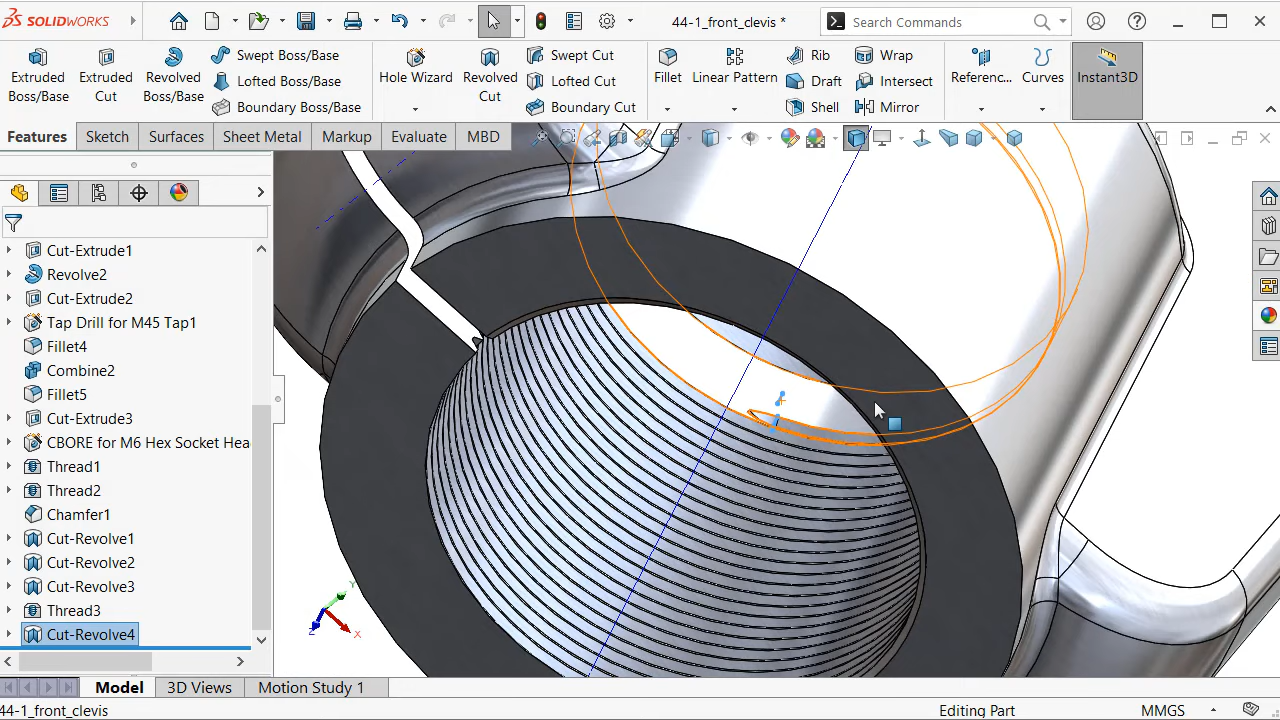 SOLIDWORKS
44-1_front_clevis *
Search Commands
Extruded Boss/Base
Extruded Cut
Revolved Boss/Base
Swept Boss/Base
Lofted Boss/Base
Boundary Boss/Base
Hole Wizard
Revolved Cut
Swept Cut
Lofted Cut
Boundary Cut
Fillet
Linear Pattern
Rib
Draft
Shell
Wrap
Intersect
Mirror
Referenc...
Curves
Instant3D
Features
Sketch
Surfaces
Sheet Metal
Markup
Evaluate
MBD
Cut-Extrude1
Revolve2
Cut-Extrude2
Tap Drill for M45 Tap1
Fillet4
Combine2
Fillet5
Cut-Extrude3
CBORE for M6 Hex Socket Hea
Thread1
Thread2
Chamfer1
Cut-Revolve1
Cut-Revolve2
Cut-Revolve3
Thread3
Cut-Revolve4
Y
Z
X
Model
3D Views
Motion Study 1
44-1_front_clevis
Editing Part
MMGS